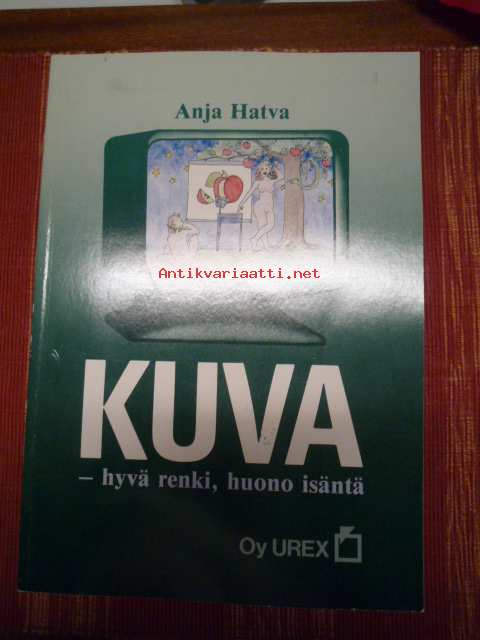 Anja Hatva
Antikvariaatti.net
KUVA
– hyvä renki, huono isäntä
Oy UREX